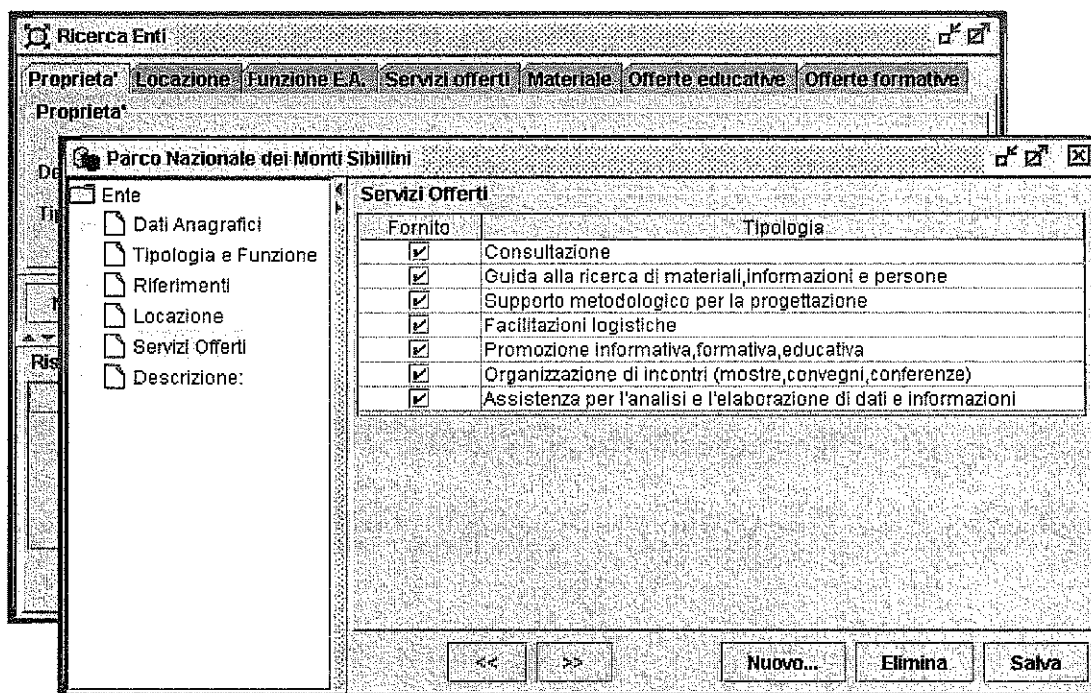 Ricerca Enti
Proprieta' Locazione Funzione E.A. Servizi offerti Materiale Offerte educative Offerte formative
Proprieta'
Parco Nazionale dei Monti Sibillini
Ente
Dati Anagrafici
Tipologia e Funzione
Riferimenti
Locazione
Servizi Offerti
Descrizione:
Servizi Offerti
Fornito Tipologia
Consultazione
Guida alla ricerca di materiali,informazioni e persone
Supporto metodologico per la progettazione
Facilitazioni logistiche
Promozione informativa,formativa,educativa
Organizzazione di incontri (mostre,convegni,conferenze)
Assistenza per l'analisi e l'elaborazione di dati e informazioni
<< >> Nuovo... Elimina Salva